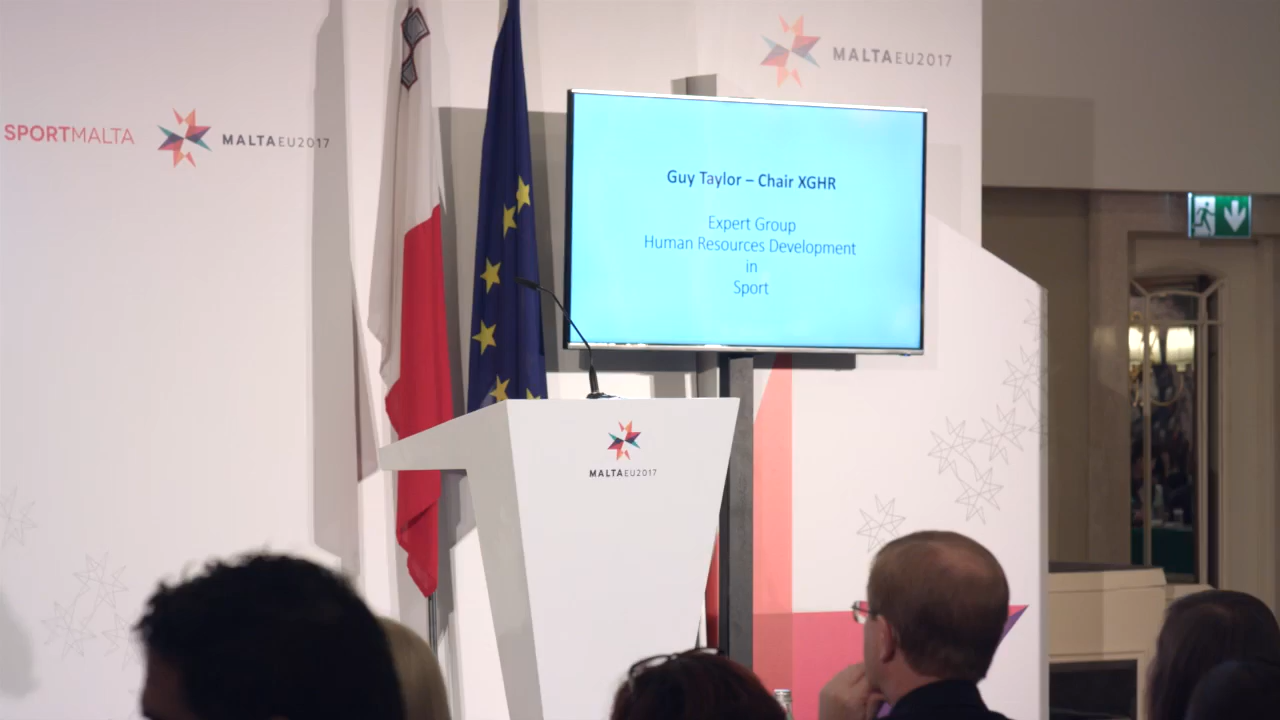 SPORTMALTA
MALTAEU2017
MALTAEU2017
Guy Taylor – Chair XGHR
Expert Group
Human Resources Development
in
Sport
MALTAEU2017